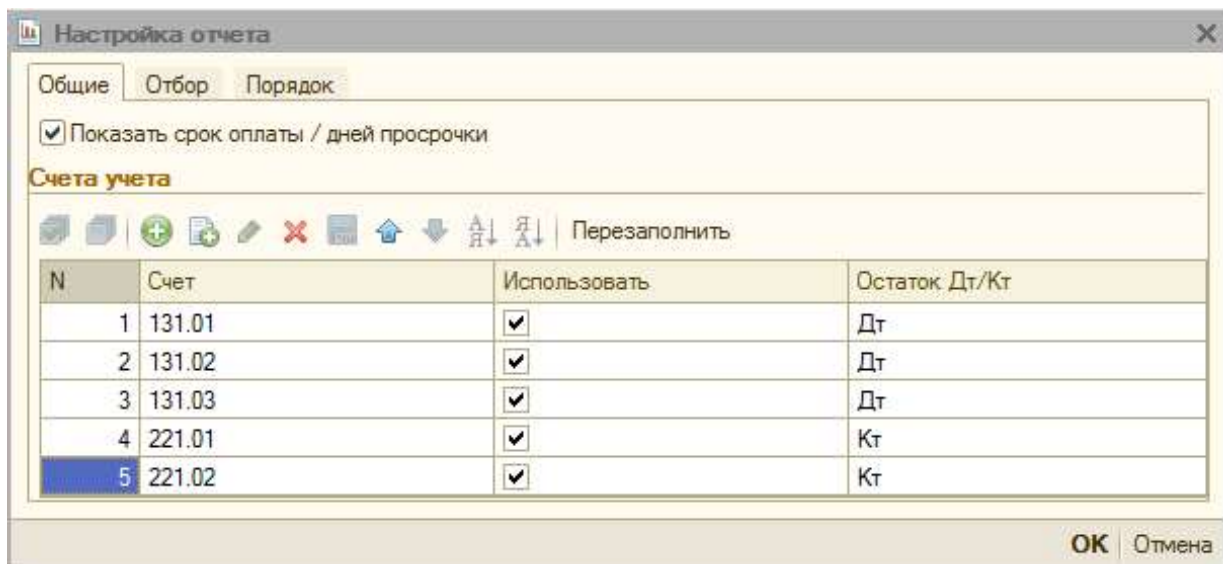 Настройка отчета
Общие Отбор Порядок
Показать срок оплаты / дней просрочки
Счета учета
Перезаполнить
N Счет Использовать Остаток Дт/Кт
1 131.01 Дт
2 131.02 Дт
3 131.03 Дт
4 221.01 Кт
5 221.02 Кт
OK Отмена